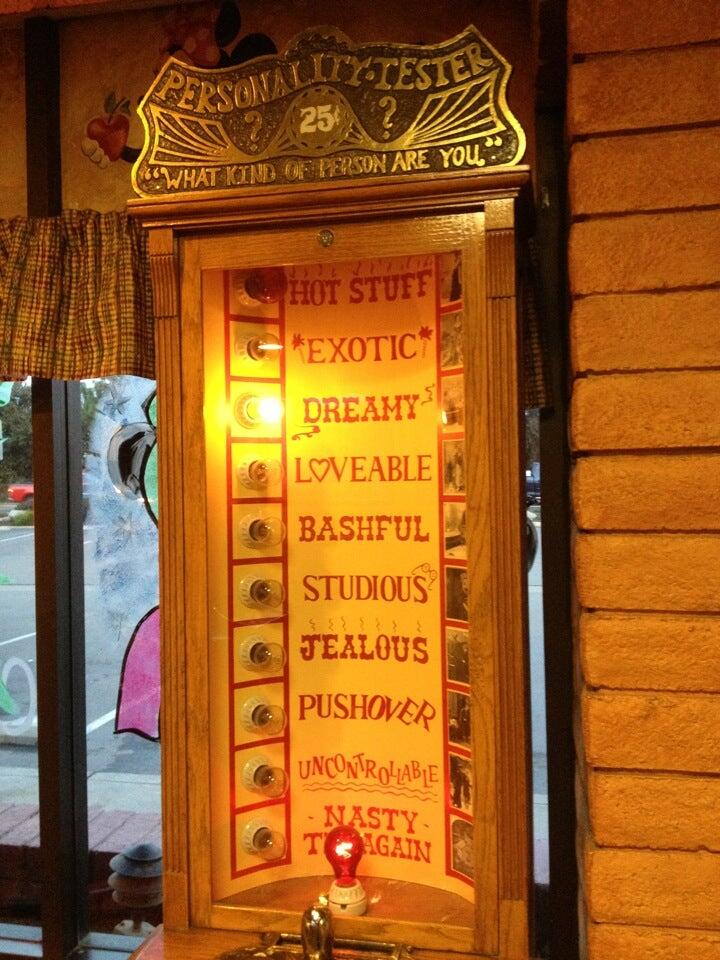 PERSONALITY·TESTER
? 25¢ ?
"WHAT KIND OF PERSON ARE YOU."
HOT STUFF
*EXOTIC*
DREAMY
L♡VEABLE
BASHFUL
STUDIOUS
JEALOUS
PUSHOVER
UNCONTROLLABLE
- NASTY -
AGAIN